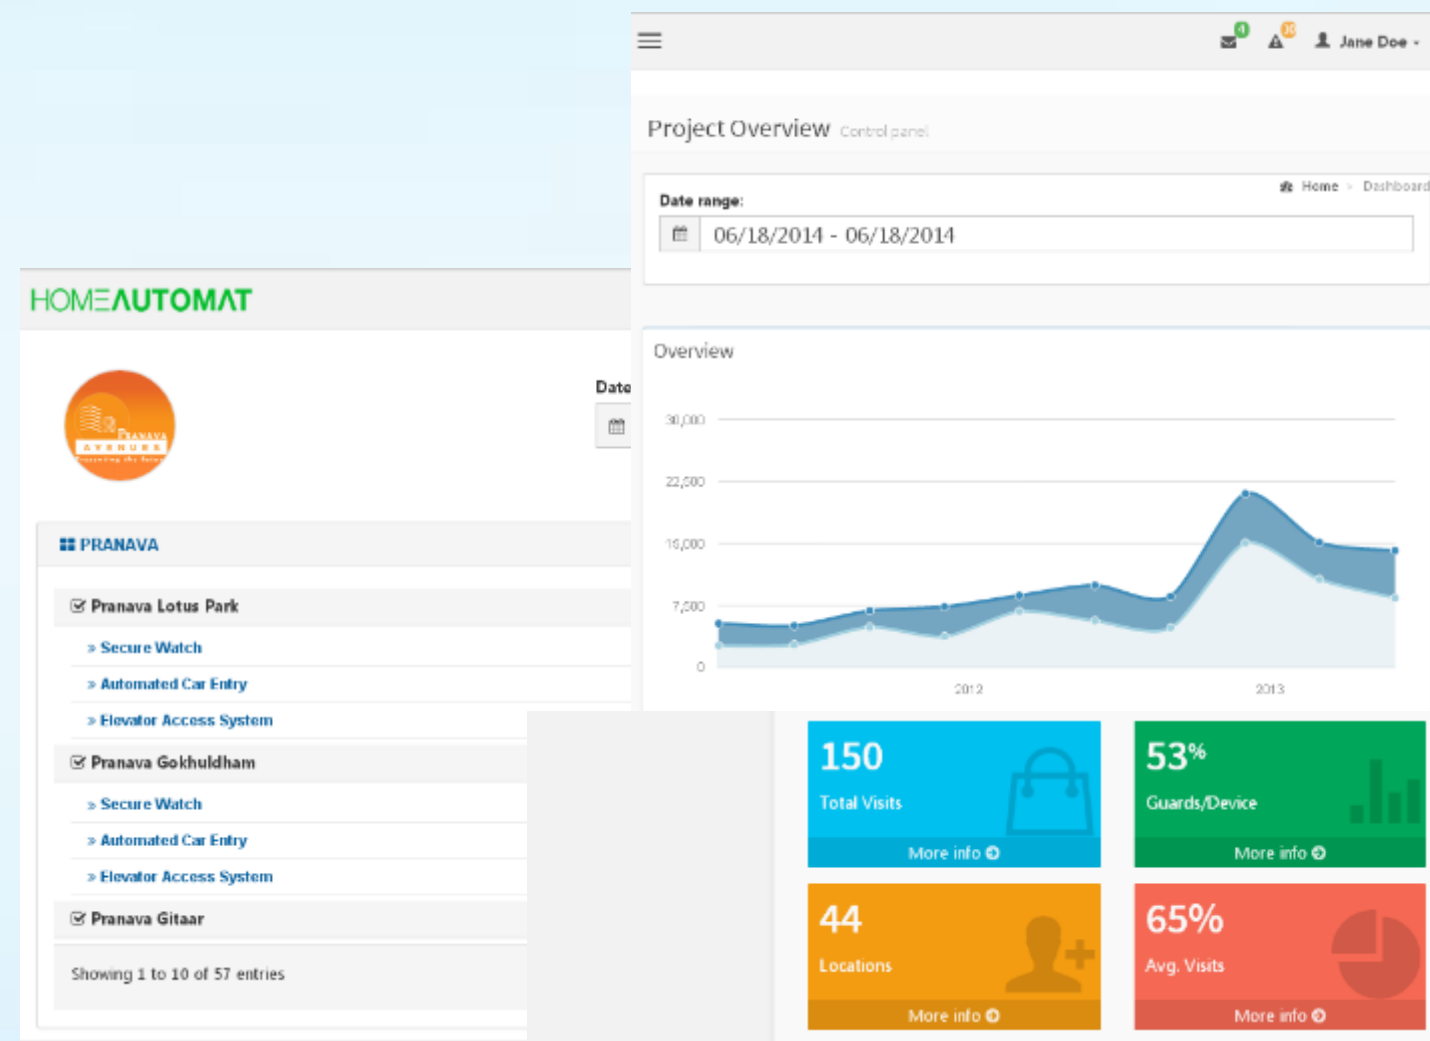 4
Jane Doe
Project Overview Control panel
Home > Dashboard
Date range:
06/18/2014 - 06/18/2014
HOMEAUTOMAT
Date
PRANAVA
AVENUES
Overview
30,000
22,500
15,000
7,500
0
2012
2013
PRANAVA
Pranava Lotus Park
» Secure Watch
» Automated Car Entry
» Elevator Access System
Pranava Gokhuldham
» Secure Watch
» Automated Car Entry
» Elevator Access System
Pranava Gitaar
Showing 1 to 10 of 57 entries
150
Total Visits
More info
53%
Guards/Device
More info
44
Locations
More info
65%
Avg. Visits
More info